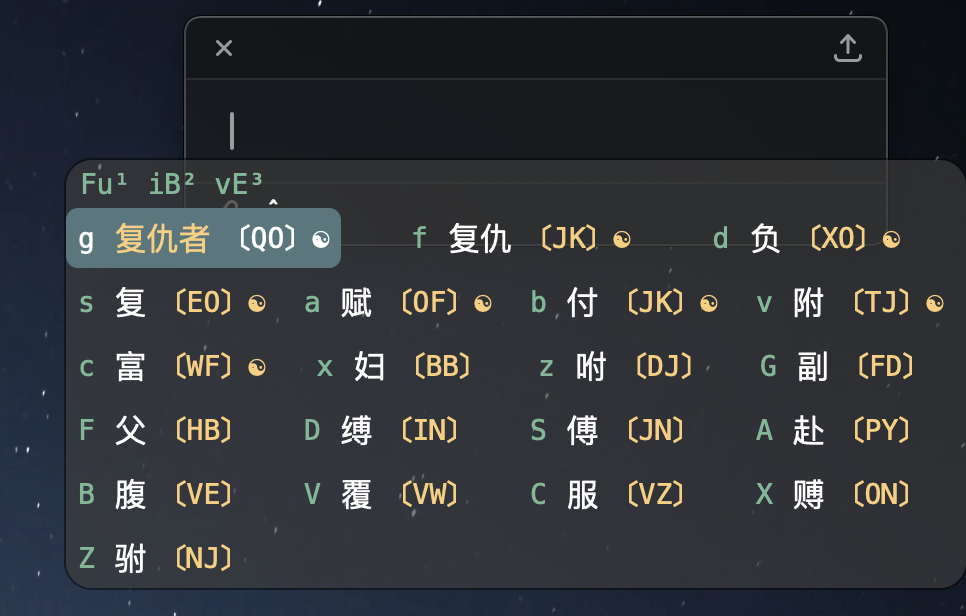 Fu¹ iB² vE³
g 复仇者 〔QO〕☯ f 复仇 〔JK〕☯ d 负 〔XO〕☯
s 复 〔EO〕☯ a 赋 〔OF〕☯ b 付 〔JK〕☯ v 附 〔TJ〕☯
c 富 〔WF〕☯ x 妇 〔BB〕 z 咐 〔DJ〕 G 副 〔FD〕
F 父 〔HB〕 D 缚 〔IN〕 S 傅 〔JN〕 A 赴 〔PY〕
B 腹 〔VE〕 V 覆 〔VW〕 C 服 〔VZ〕 X 赙 〔ON〕
Z 驸 〔NJ〕